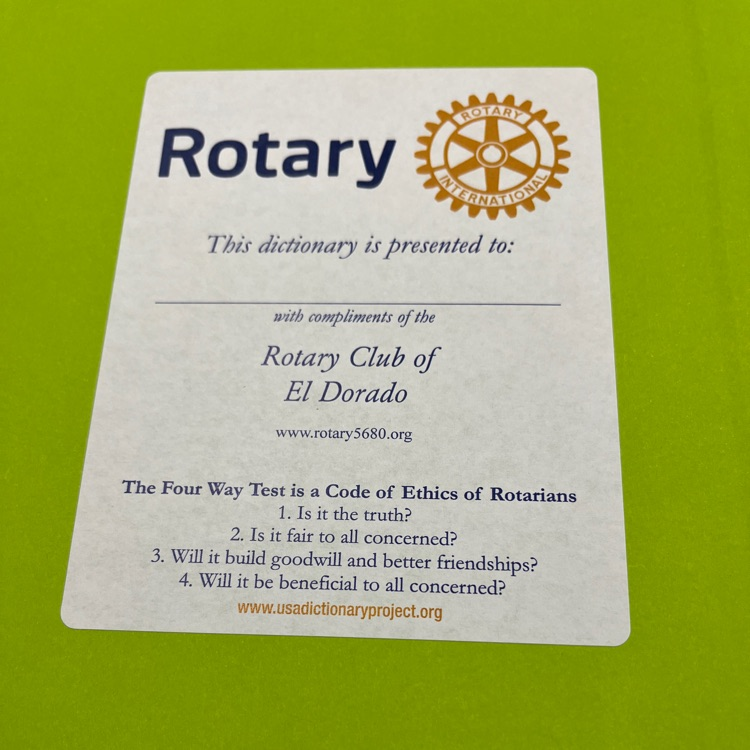 Rotary
ROTARY
INTERNATIONAL
This dictionary is presented to:
with compliments of the
Rotary Club of
El Dorado
www.rotary5680.org
The Four Way Test is a Code of Ethics of Rotarians
1. Is it the truth?
2. Is it fair to all concerned?
3. Will it build goodwill and better friendships?
4. Will it be beneficial to all concerned?
www.usadictionaryproject.org